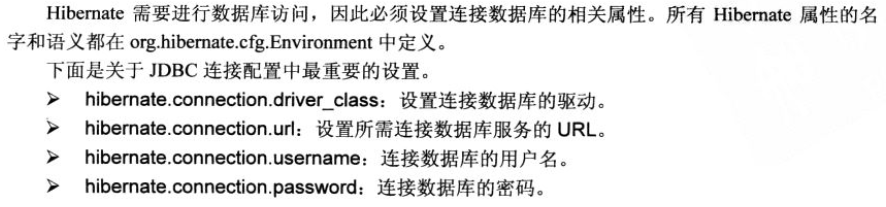 Hibernate 需要进行数据库访问，因此必须设置连接数据库的相关属性。所有 Hibernate 属性的名
字和语义都在 org.hibernate.cfg.Environment 中定义。
下面是关于 JDBC 连接配置中最重要的设置。
➢ hibernate.connection.driver_class：设置连接数据库的驱动。
➢ hibernate.connection.url：设置所需连接数据库服务的 URL。
➢ hibernate.connection.username：连接数据库的用户名。
➢ hibernate.connection.password：连接数据库的密码。